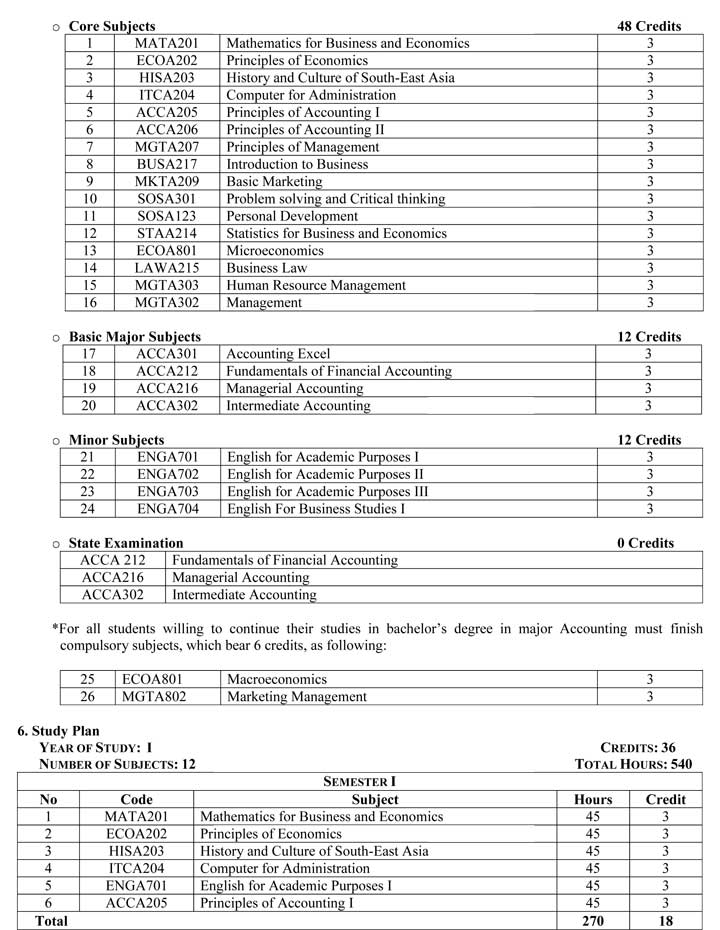 o Core Subjects 48 Credits
1 MATA201 Mathematics for Business and Economics 3
2 ECOA202 Principles of Economics 3
3 HISA203 History and Culture of South-East Asia 3
4 ITCA204 Computer for Administration 3
5 ACCA205 Principles of Accounting I 3
6 ACCA206 Principles of Accounting II 3
7 MGTA207 Principles of Management 3
8 BUSA217 Introduction to Business 3
9 MKTA209 Basic Marketing 3
10 SOSA301 Problem solving and Critical thinking 3
11 SOSA123 Personal Development 3
12 STAA214 Statistics for Business and Economics 3
13 ECOA801 Microeconomics 3
14 LAWA215 Business Law 3
15 MGTA303 Human Resource Management 3
16 MGTA302 Management 3
o Basic Major Subjects 12 Credits
17 ACCA301 Accounting Excel 3
18 ACCA212 Fundamentals of Financial Accounting 3
19 ACCA216 Managerial Accounting 3
20 ACCA302 Intermediate Accounting 3
o Minor Subjects 12 Credits
21 ENGA701 English for Academic Purposes I 3
22 ENGA702 English for Academic Purposes II 3
23 ENGA703 English for Academic Purposes III 3
24 ENGA704 English For Business Studies I 3
o State Examination 0 Credits
ACCA 212 Fundamentals of Financial Accounting
ACCA216 Managerial Accounting
ACCA302 Intermediate Accounting
*For all students willing to continue their studies in bachelor's degree in major Accounting must finish
compulsory subjects, which bear 6 credits, as following:
25 ECOA801 Macroeconomics 3
26 MGTA802 Marketing Management 3
6. Study Plan
YEAR OF STUDY: I CREDITS: 36
NUMBER OF SUBJECTS: 12 TOTAL HOURS: 540
SEMESTER I
No Code Subject Hours Credit
1 MATA201 Mathematics for Business and Economics 45 3
2 ECOA202 Principles of Economics 45 3
3 HISA203 History and Culture of South-East Asia 45 3
4 ITCA204 Computer for Administration 45 3
5 ENGA701 English for Academic Purposes I 45 3
6 ACCA205 Principles of Accounting I 45 3
Total 270 18